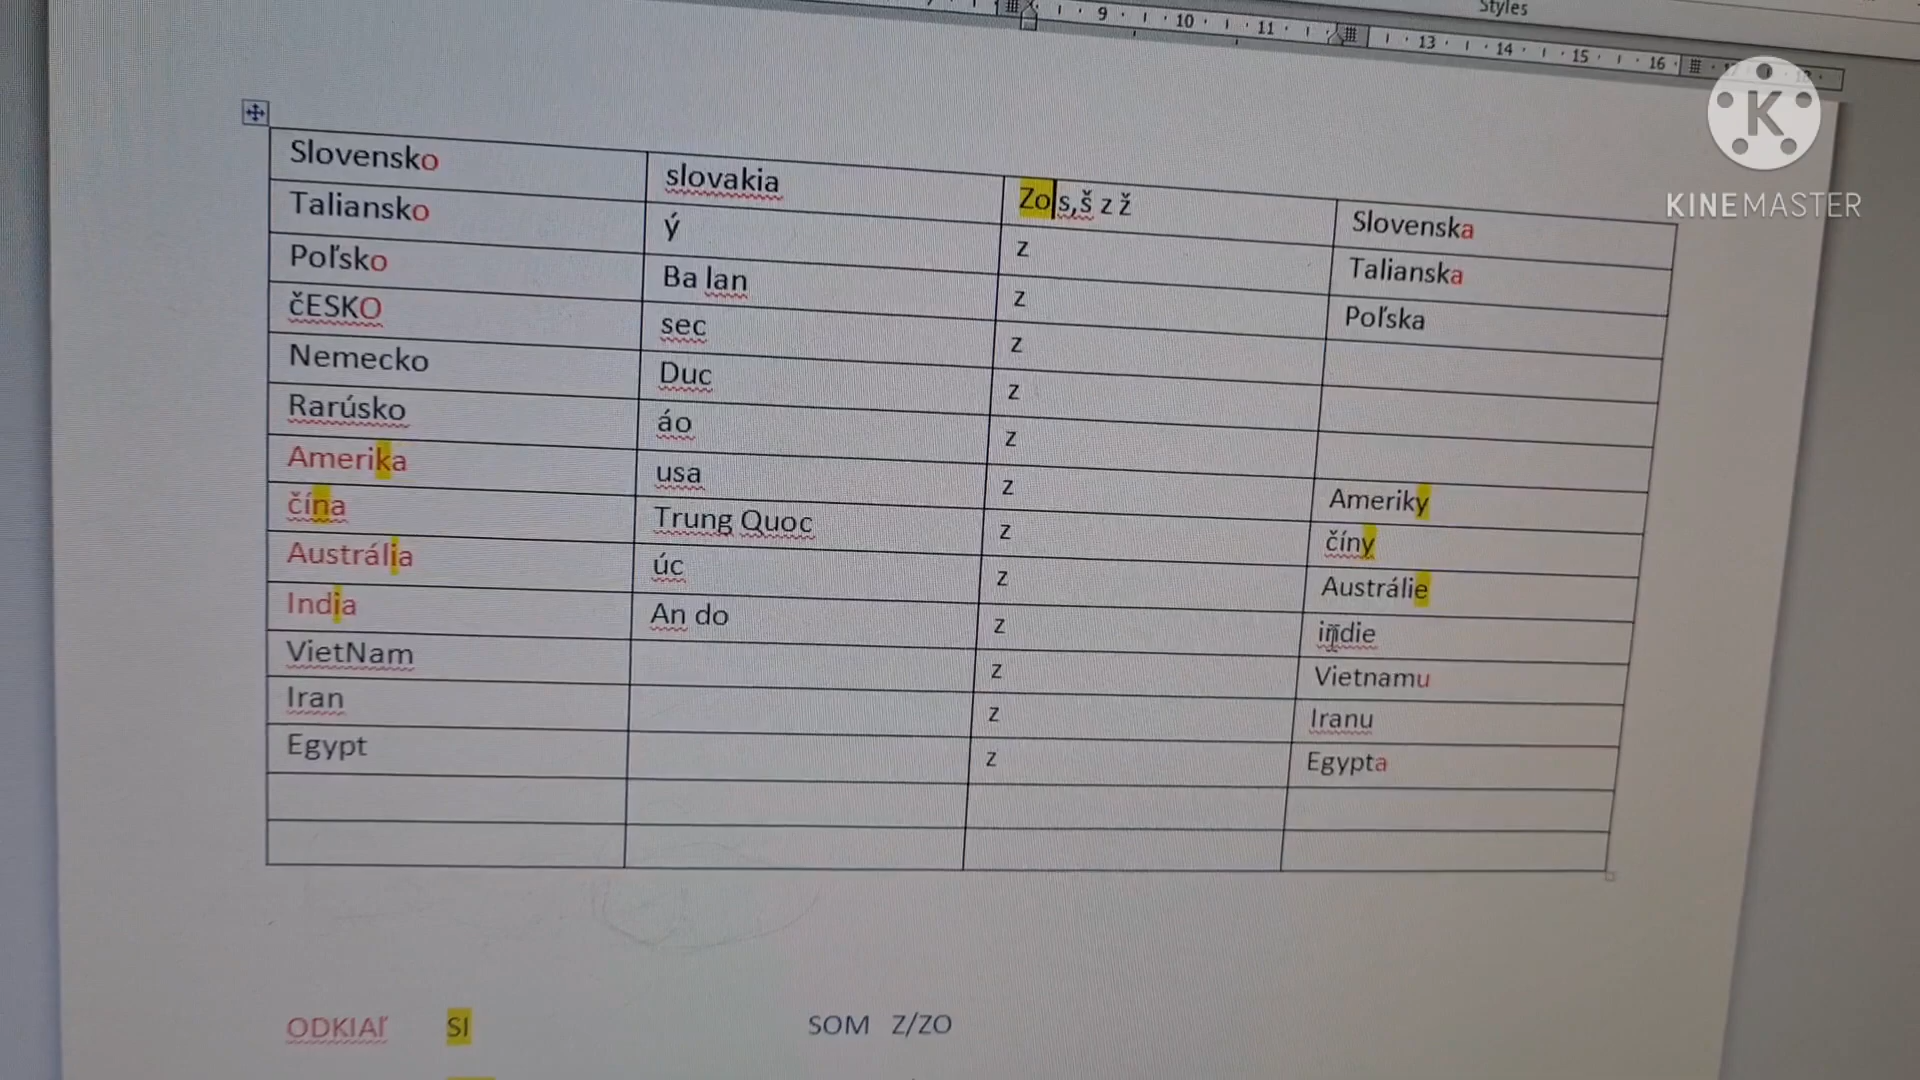 Styles
9 10 11 13 14 15 16
KINEMASTER
Slovensko slovakia Zo s,š z ž Slovenska
Taliansko ý z Talianska
Poľsko Ba lan z Poľska
čESKO sec z
Nemecko Duc z
Rarúsko áo z
Amerika usa z Ameriky
čína Trung Quoc z číny
Austrália úc z Austrálie
India An do z indie
VietNam z Vietnamu
Iran z Iranu
Egypt z Egypta
ODKIAľ SI SOM Z/ZO